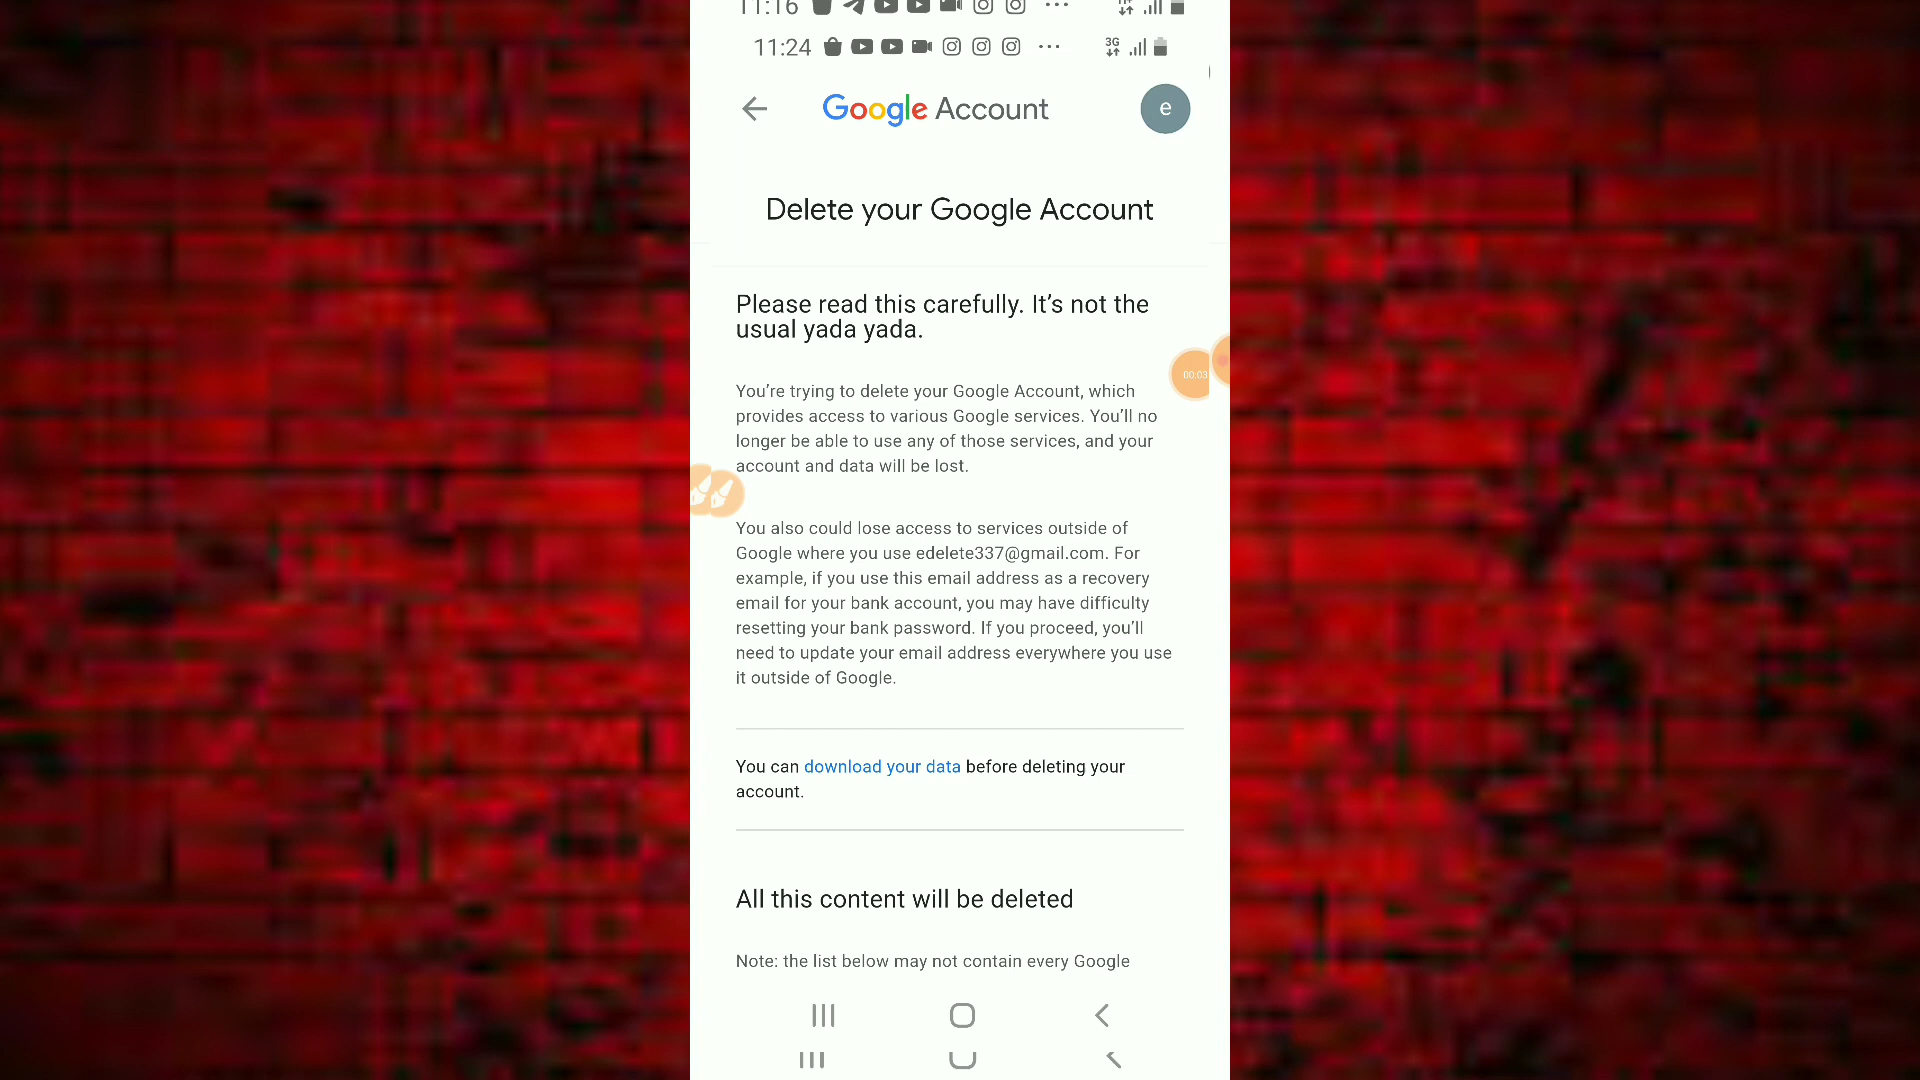 11:16
11:24
3G
Google Account
e
Delete your Google Account
Please read this carefully. It’s not the
usual yada yada.
00:03
You’re trying to delete your Google Account, which
provides access to various Google services. You’ll no
longer be able to use any of those services, and your
account and data will be lost.
You also could lose access to services outside of
Google where you use edelete337@gmail.com. For
example, if you use this email address as a recovery
email for your bank account, you may have difficulty
resetting your bank password. If you proceed, you’ll
need to update your email address everywhere you use
it outside of Google.
You can download your data before deleting your
account.
All this content will be deleted
Note: the list below may not contain every Google